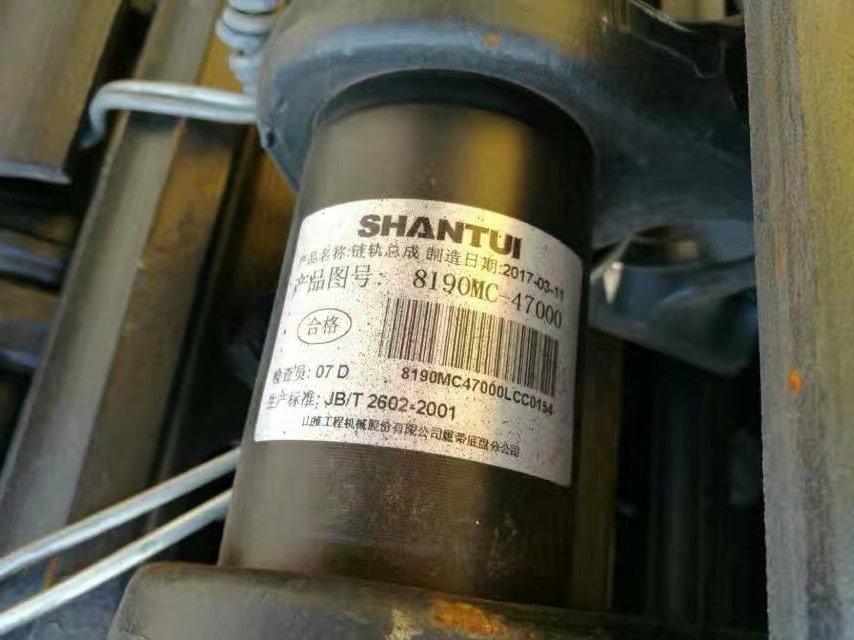 SHANTUI
产品名称:链轨总成 制造日期:2017-03-11
产品图号: 8190MC-47000
合格
检查员: 07 D
8190MC47000LCC0154
生产标准: JB/T 2602-2001
山推工程机械股份有限公司履带底盘分公司